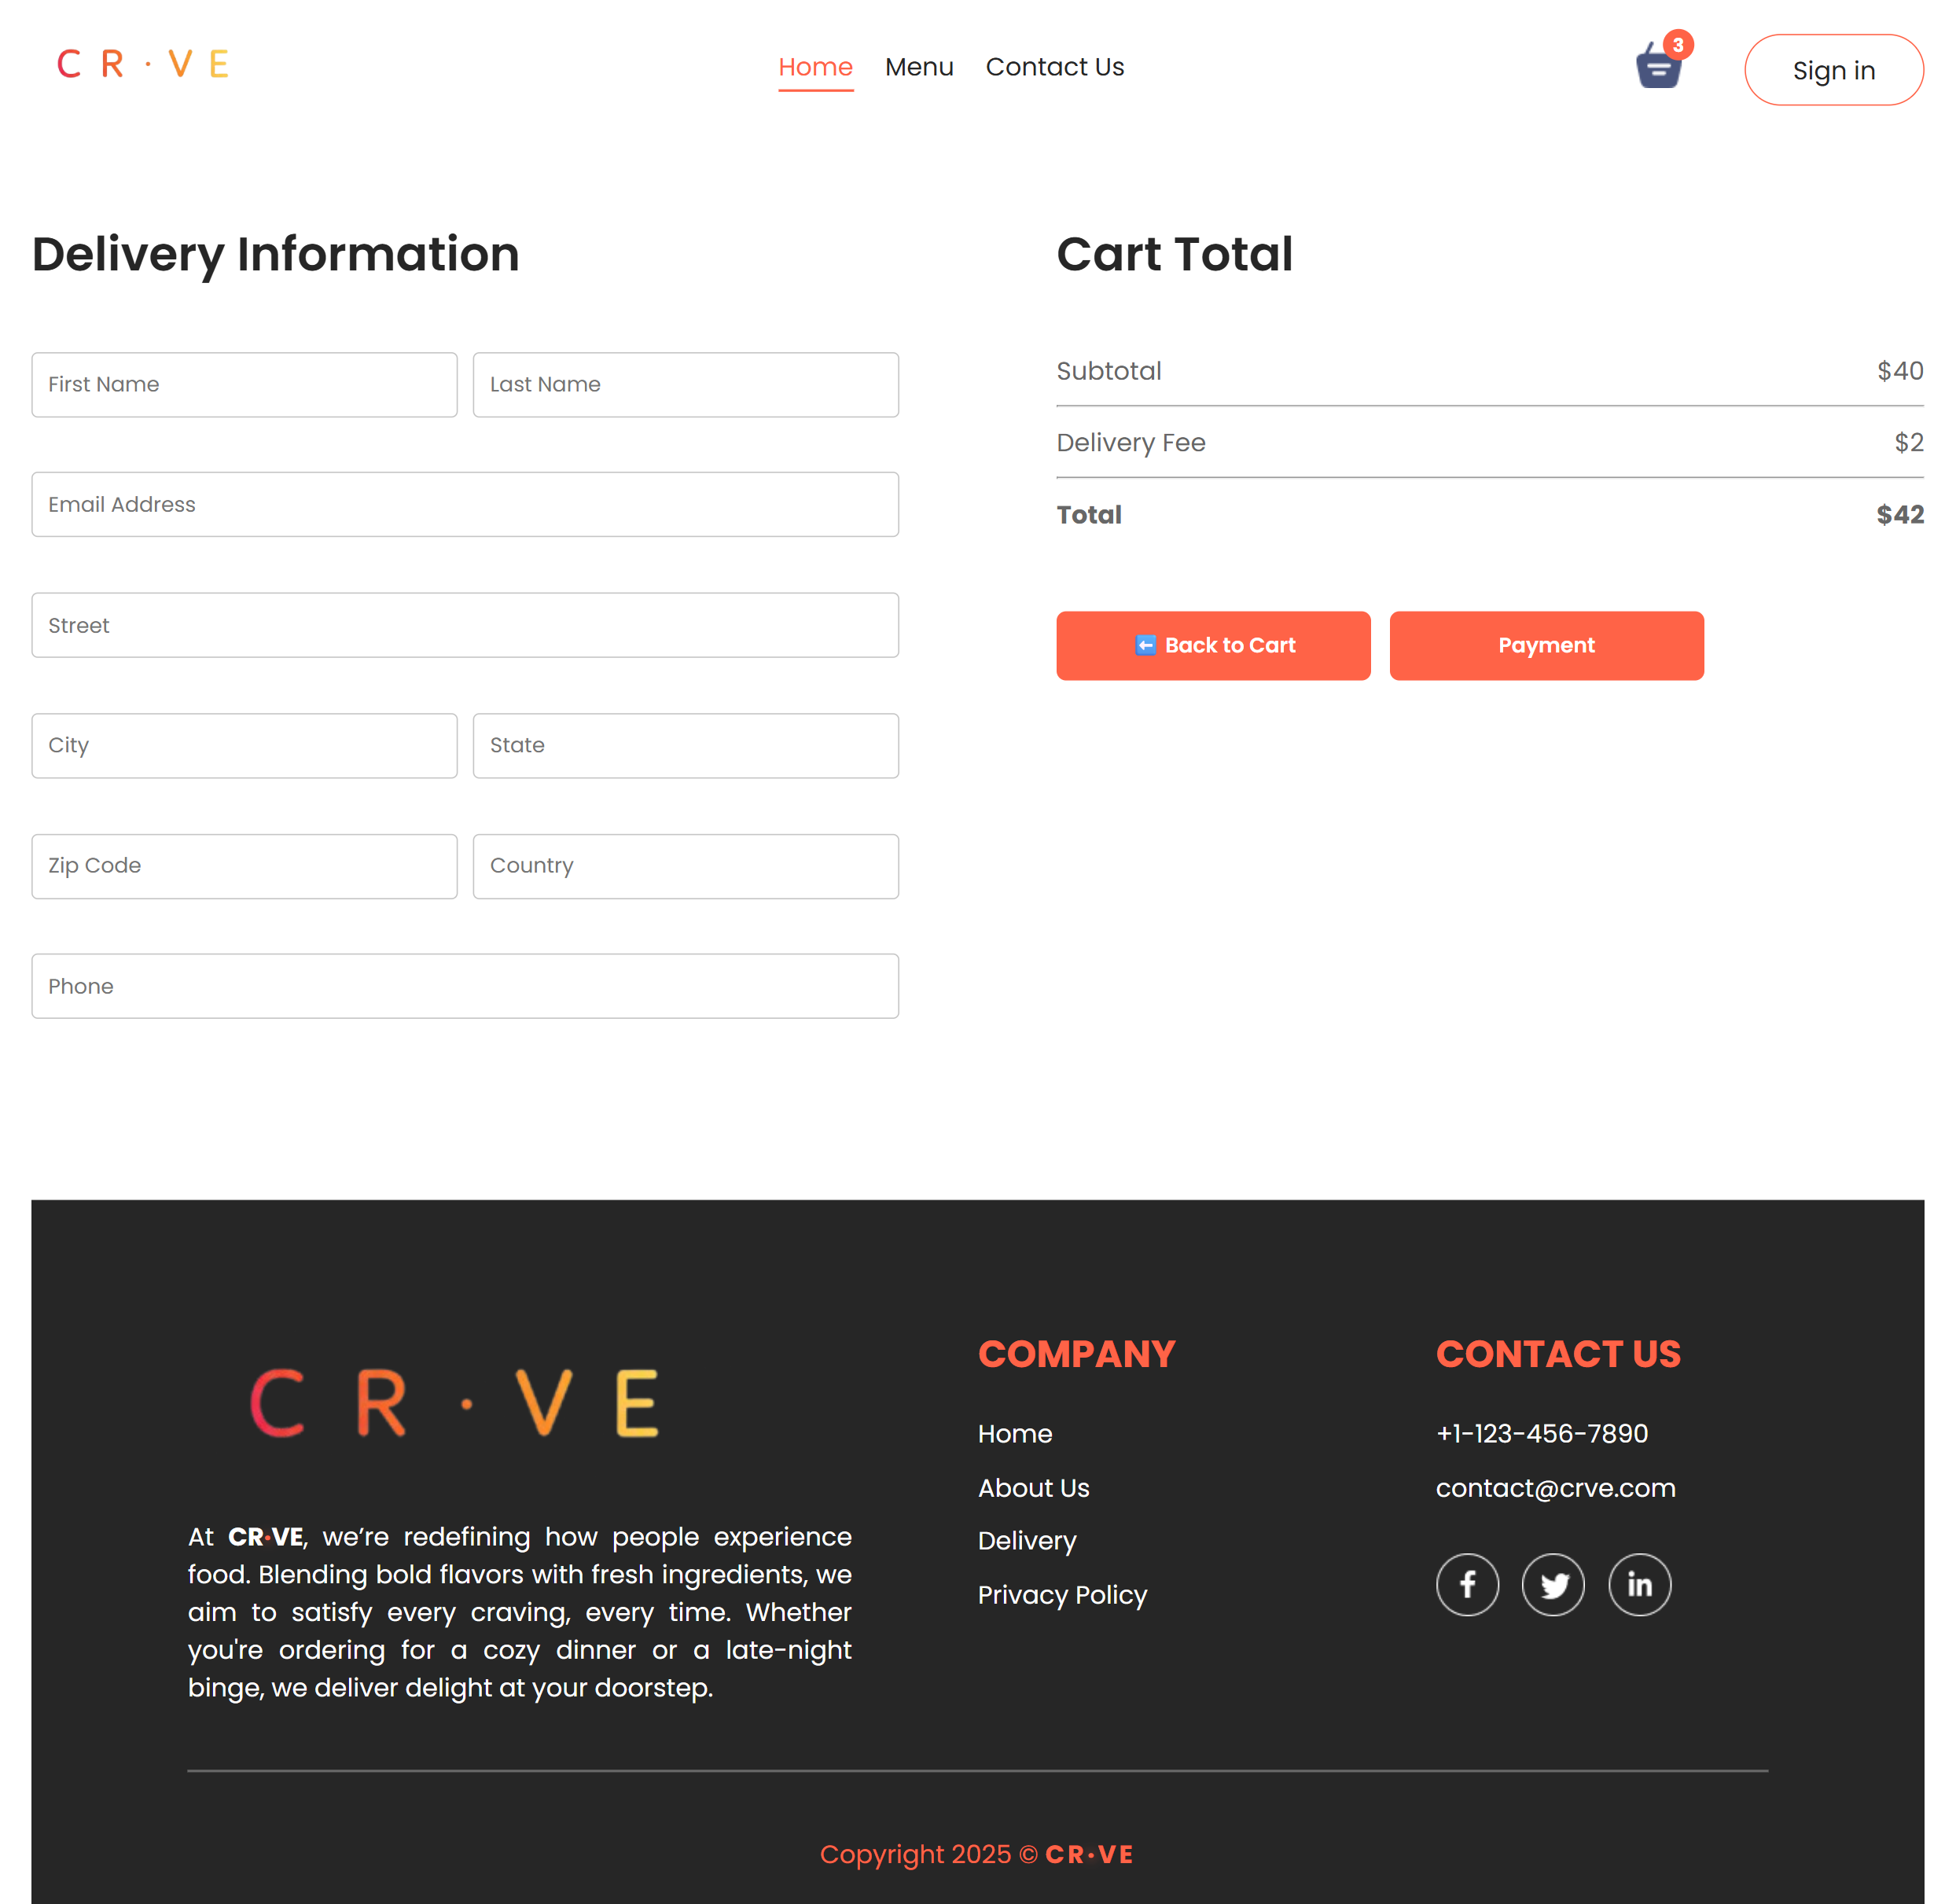 CR·VE
Home Menu Contact Us
3
Sign in
Delivery Information
First Name Last Name
Email Address
Street
City State
Zip Code Country
Phone
Cart Total
Subtotal $40
Delivery Fee $2
Total $42
⬅️ Back to Cart Payment
CR·VE
At CR·VE, we’re redefining how people experience
food. Blending bold flavors with fresh ingredients, we
aim to satisfy every craving, every time. Whether
you're ordering for a cozy dinner or a late-night
binge, we deliver delight at your doorstep.
COMPANY
Home
About Us
Delivery
Privacy Policy
CONTACT US
+1-123-456-7890
contact@crve.com
f in
Copyright 2025 © CR·VE